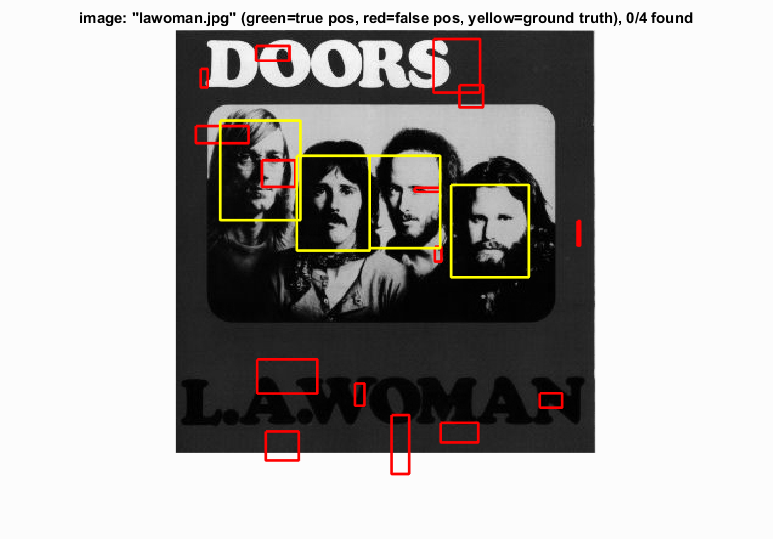 image: "lawoman.jpg" (green=true pos, red=false pos, yellow=ground truth), 0/4 found
DOORS
L.A.WOMAN